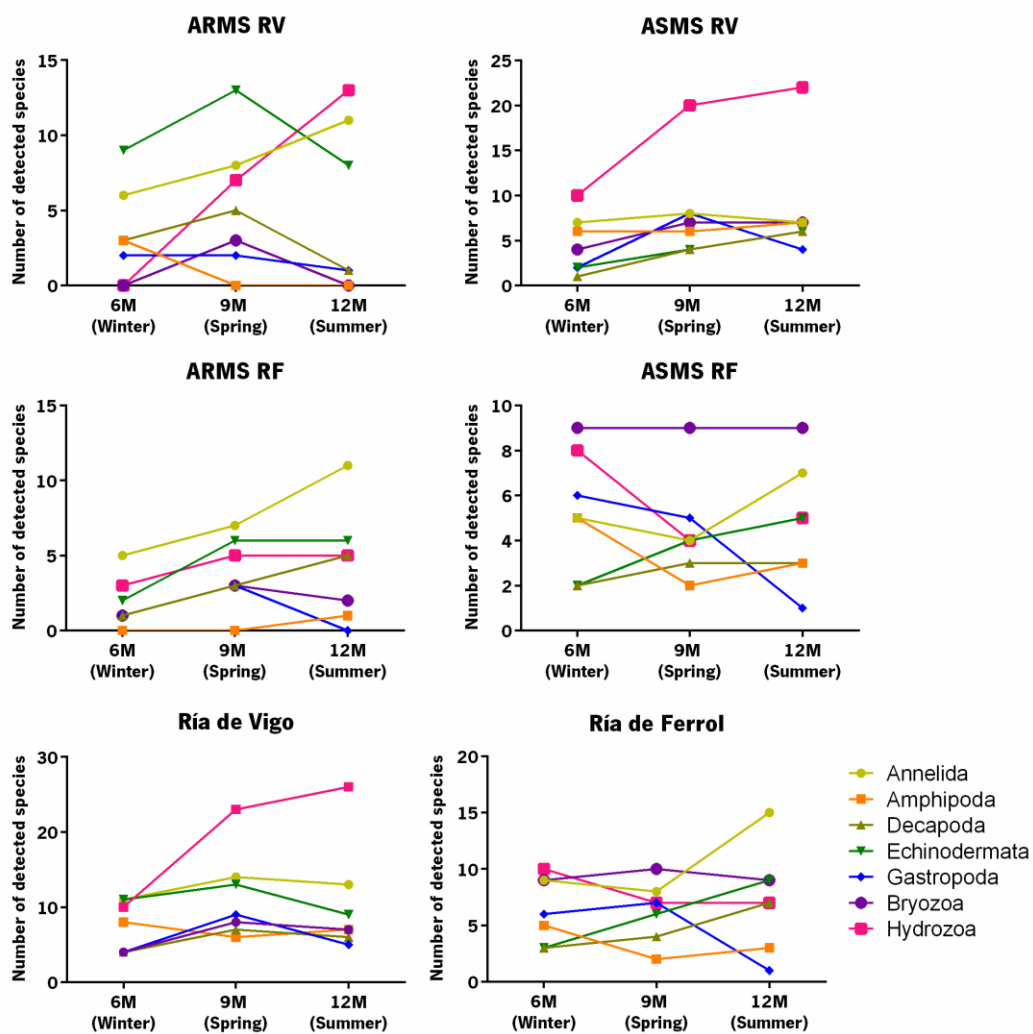 ARMS RV
Number of detected species
15
10
5
0
6M
(Winter)
9M
(Spring)
12M
(Summer)
ASMS RV
Number of detected species
25
20
15
10
5
0
6M
(Winter)
9M
(Spring)
12M
(Summer)
ARMS RF
Number of detected species
15
10
5
0
6M
(Winter)
9M
(Spring)
12M
(Summer)
ASMS RF
Number of detected species
10
8
6
4
2
0
6M
(Winter)
9M
(Spring)
12M
(Summer)
Ría de Vigo
Number of detected species
30
20
10
0
6M
(Winter)
9M
(Spring)
12M
(Summer)
Ría de Ferrol
Number of detected species
20
15
10
5
0
6M
(Winter)
9M
(Spring)
12M
(Summer)
Annelida
Amphipoda
Decapoda
Echinodermata
Gastropoda
Bryozoa
Hydrozoa